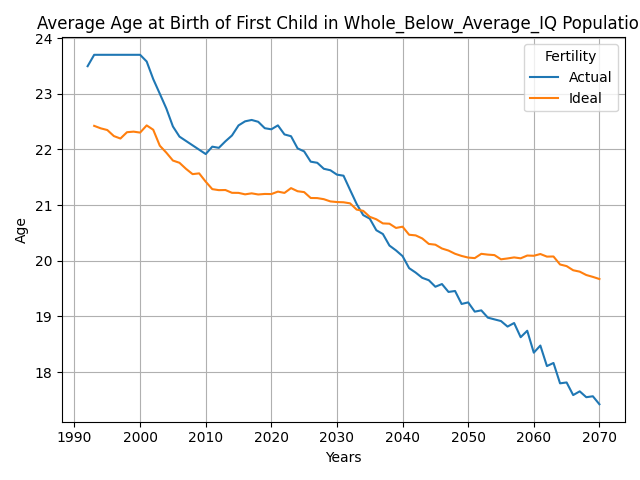 Average Age at Birth of First Child in Whole_Below_Average_IQ Populatio
24
23
22
21
20
19
18
Age
1990
2000
2010
2020
2030
2040
2050
2060
2070
Years
Fertility
Actual
Ideal